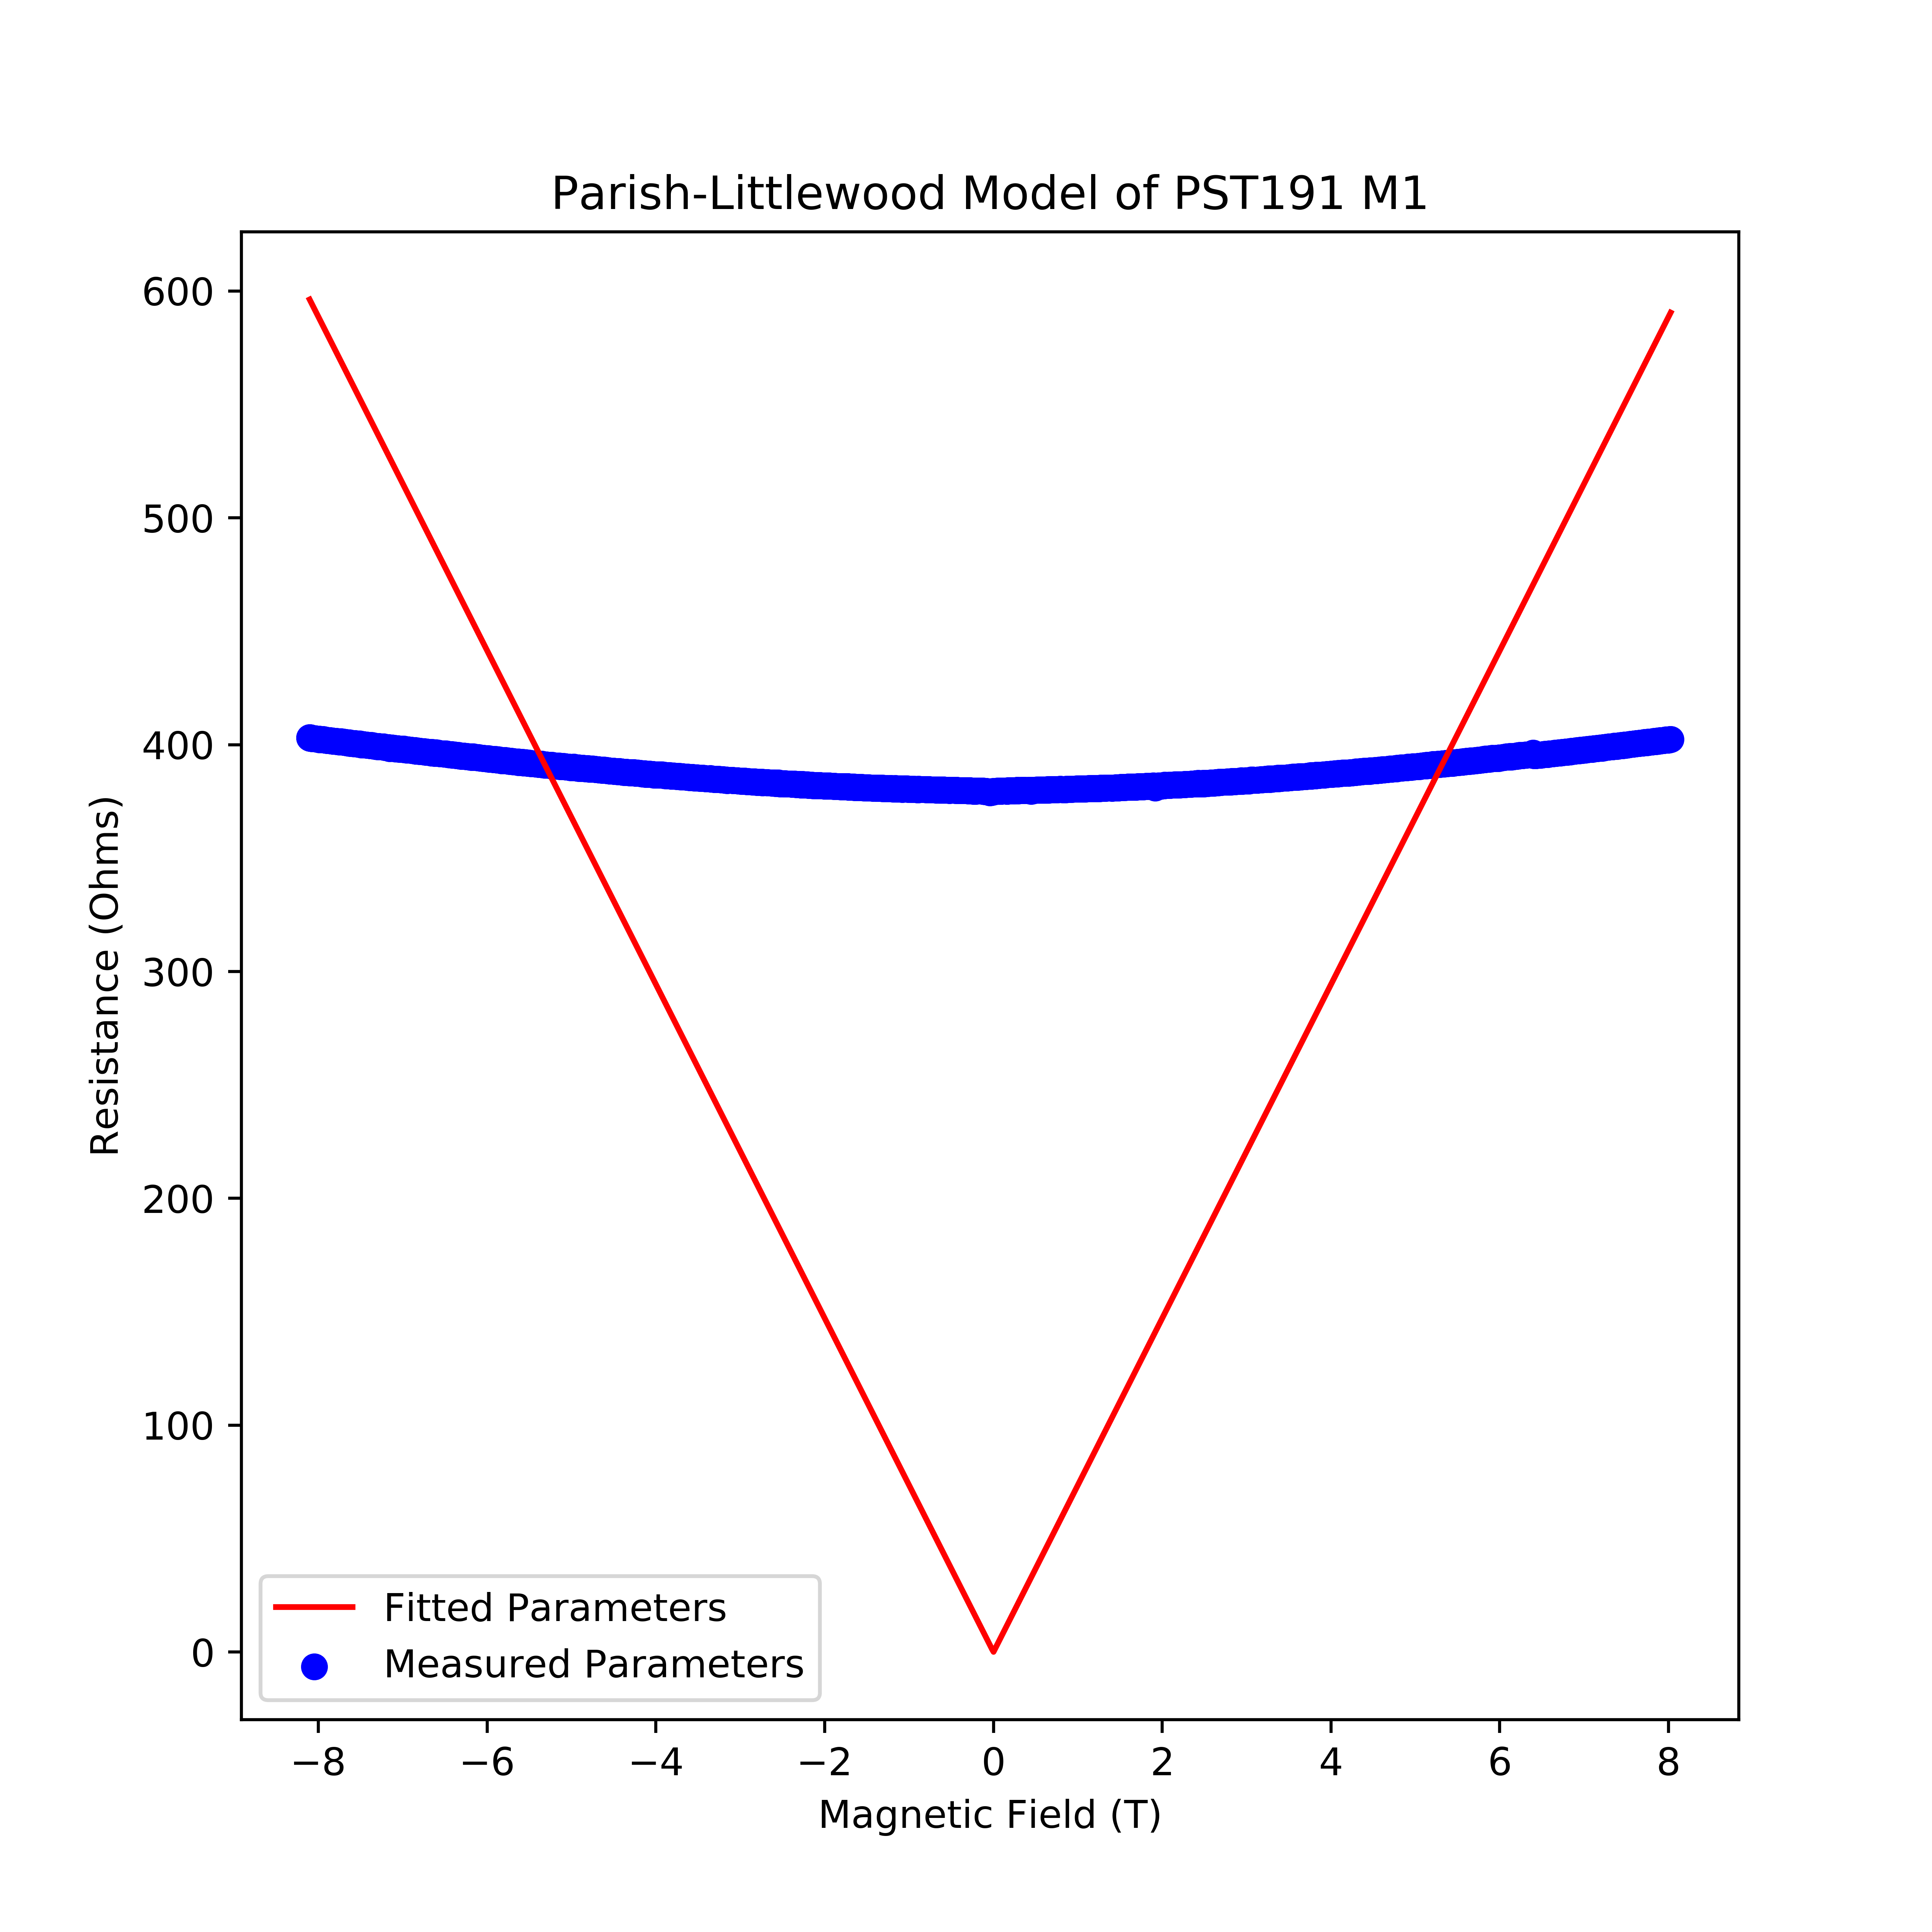 Parish-Littlewood Model of PST191 M1
600
500
400
300
200
100
0
Resistance (Ohms)
Fitted Parameters
Measured Parameters
−8 −6 −4 −2 0 2 4 6 8
Magnetic Field (T)